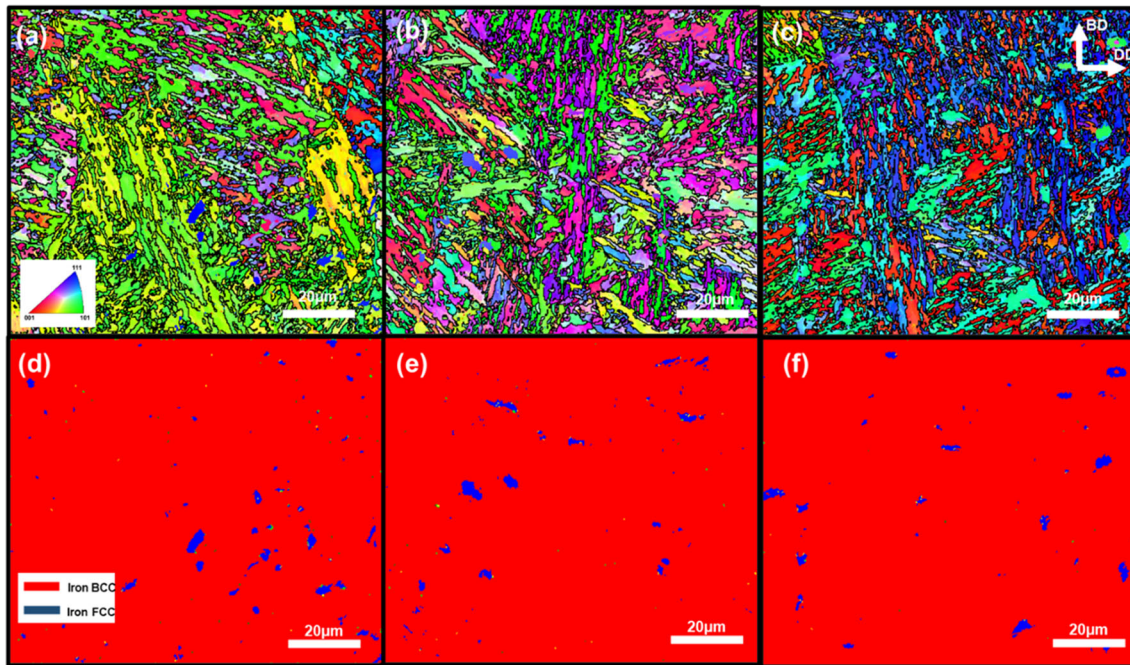 (a)
(b)
(c)
BD
DD
111
001
101
20μm
20μm
20μm
(d)
(e)
(f)
Iron BCC
Iron FCC
20μm
20μm
20μm